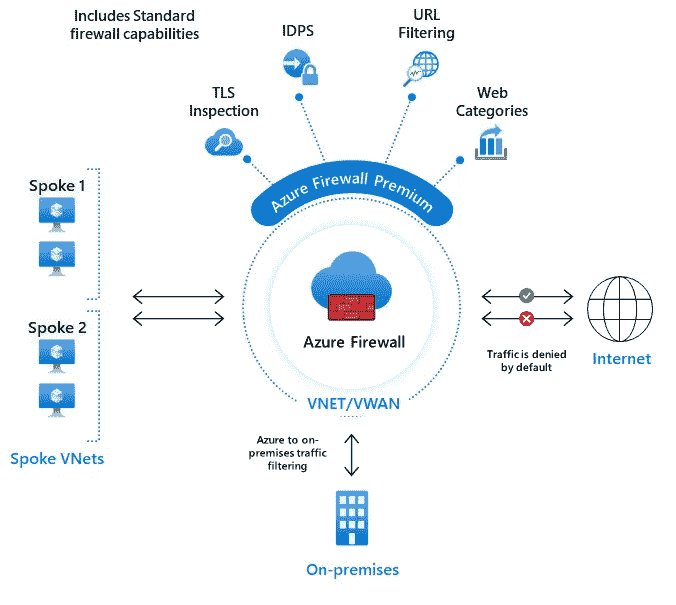 Includes Standard
firewall capabilities
IDPS
URL
Filtering
TLS
Inspection
Web
Categories
Azure Firewall Premium
Spoke 1
Spoke 2
Spoke VNets
Azure Firewall
VNET/VWAN
Traffic is denied
by default
Internet
Azure to on-
premises traffic
filtering
On-premises